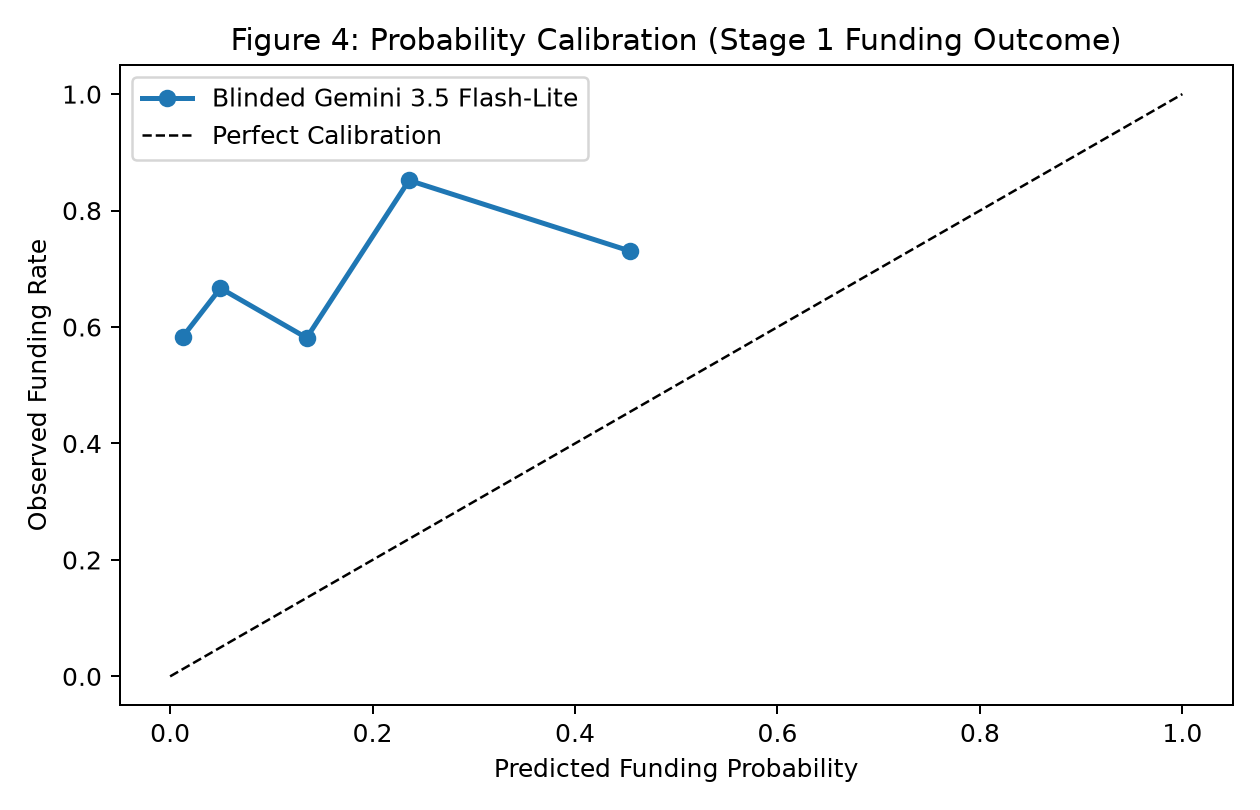 Figure 4: Probability Calibration (Stage 1 Funding Outcome)
Blinded Gemini 3.5 Flash-Lite
Perfect Calibration
Observed Funding Rate
1.0
0.8
0.6
0.4
0.2
0.0
0.0 0.2 0.4 0.6 0.8 1.0
Predicted Funding Probability